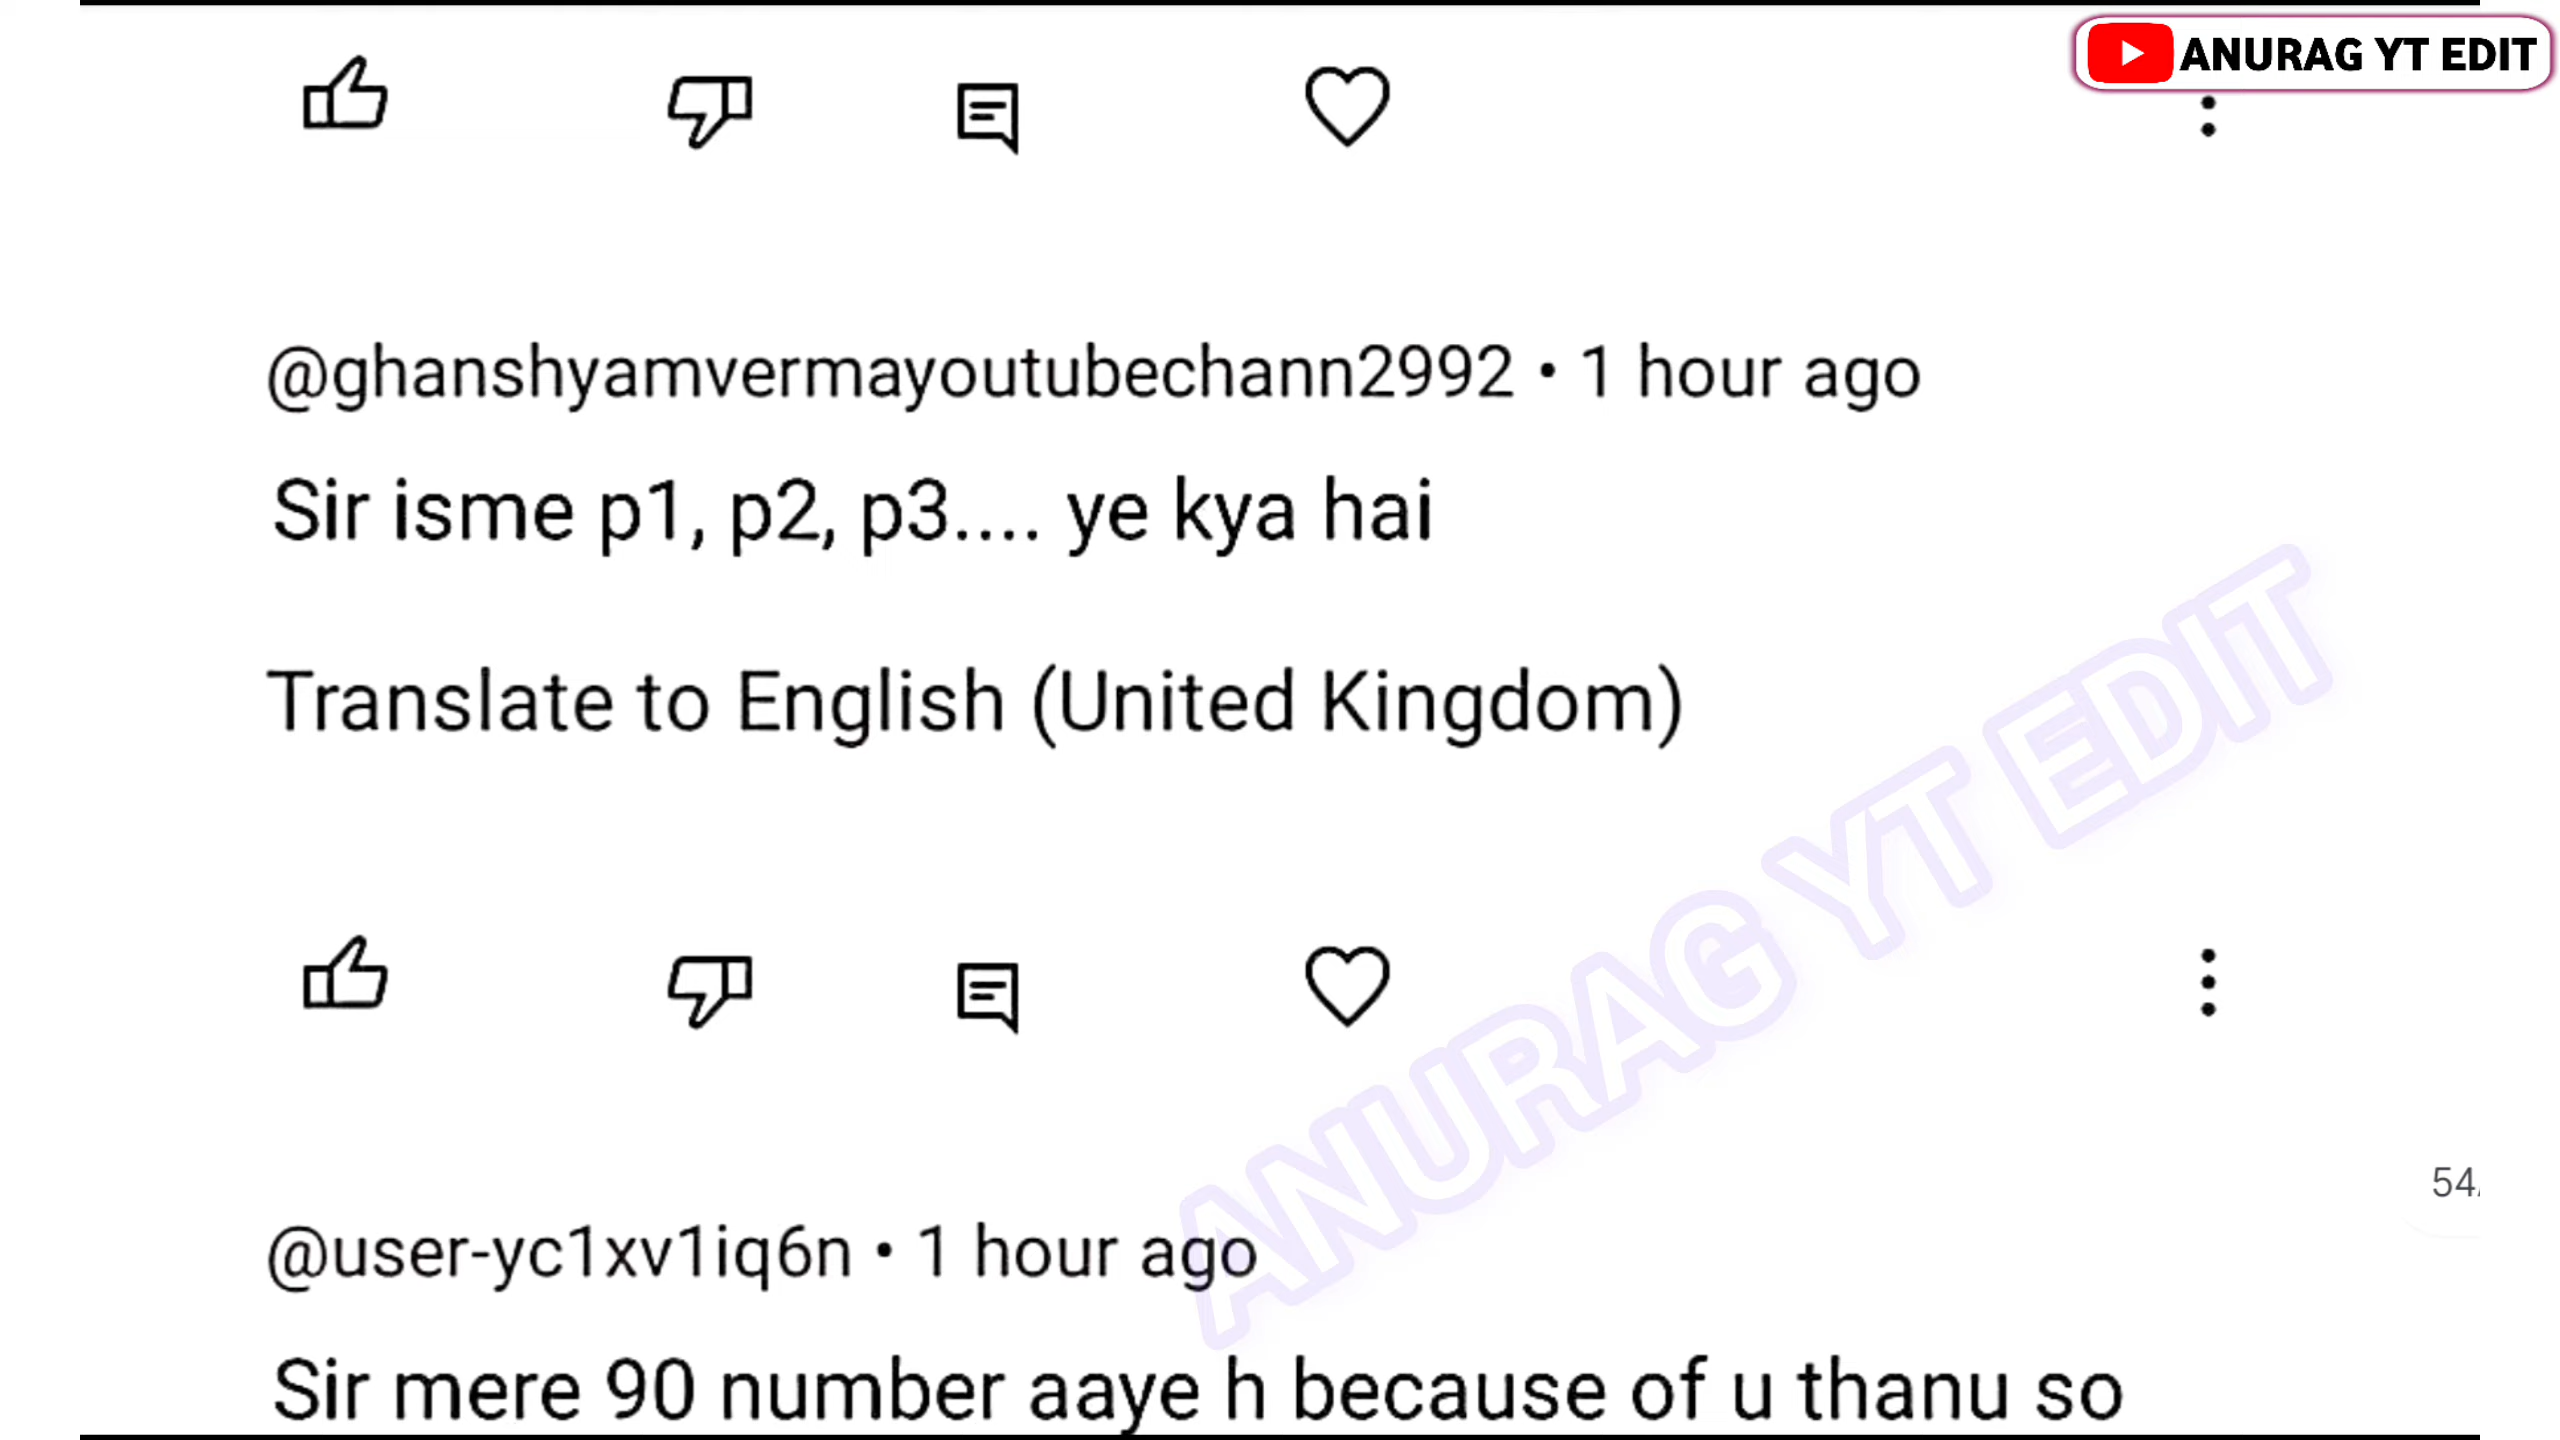 ANURAG YT EDIT
@ghanshyamvermayoutubechann2992 • 1 hour ago
Sir isme p1, p2, p3.... ye kya hai
Translate to English (United Kingdom)
ANURAG YT EDIT
54/
@user-yc1xv1iq6n • 1 hour ago
Sir mere 90 number aaye h because of u thanu so